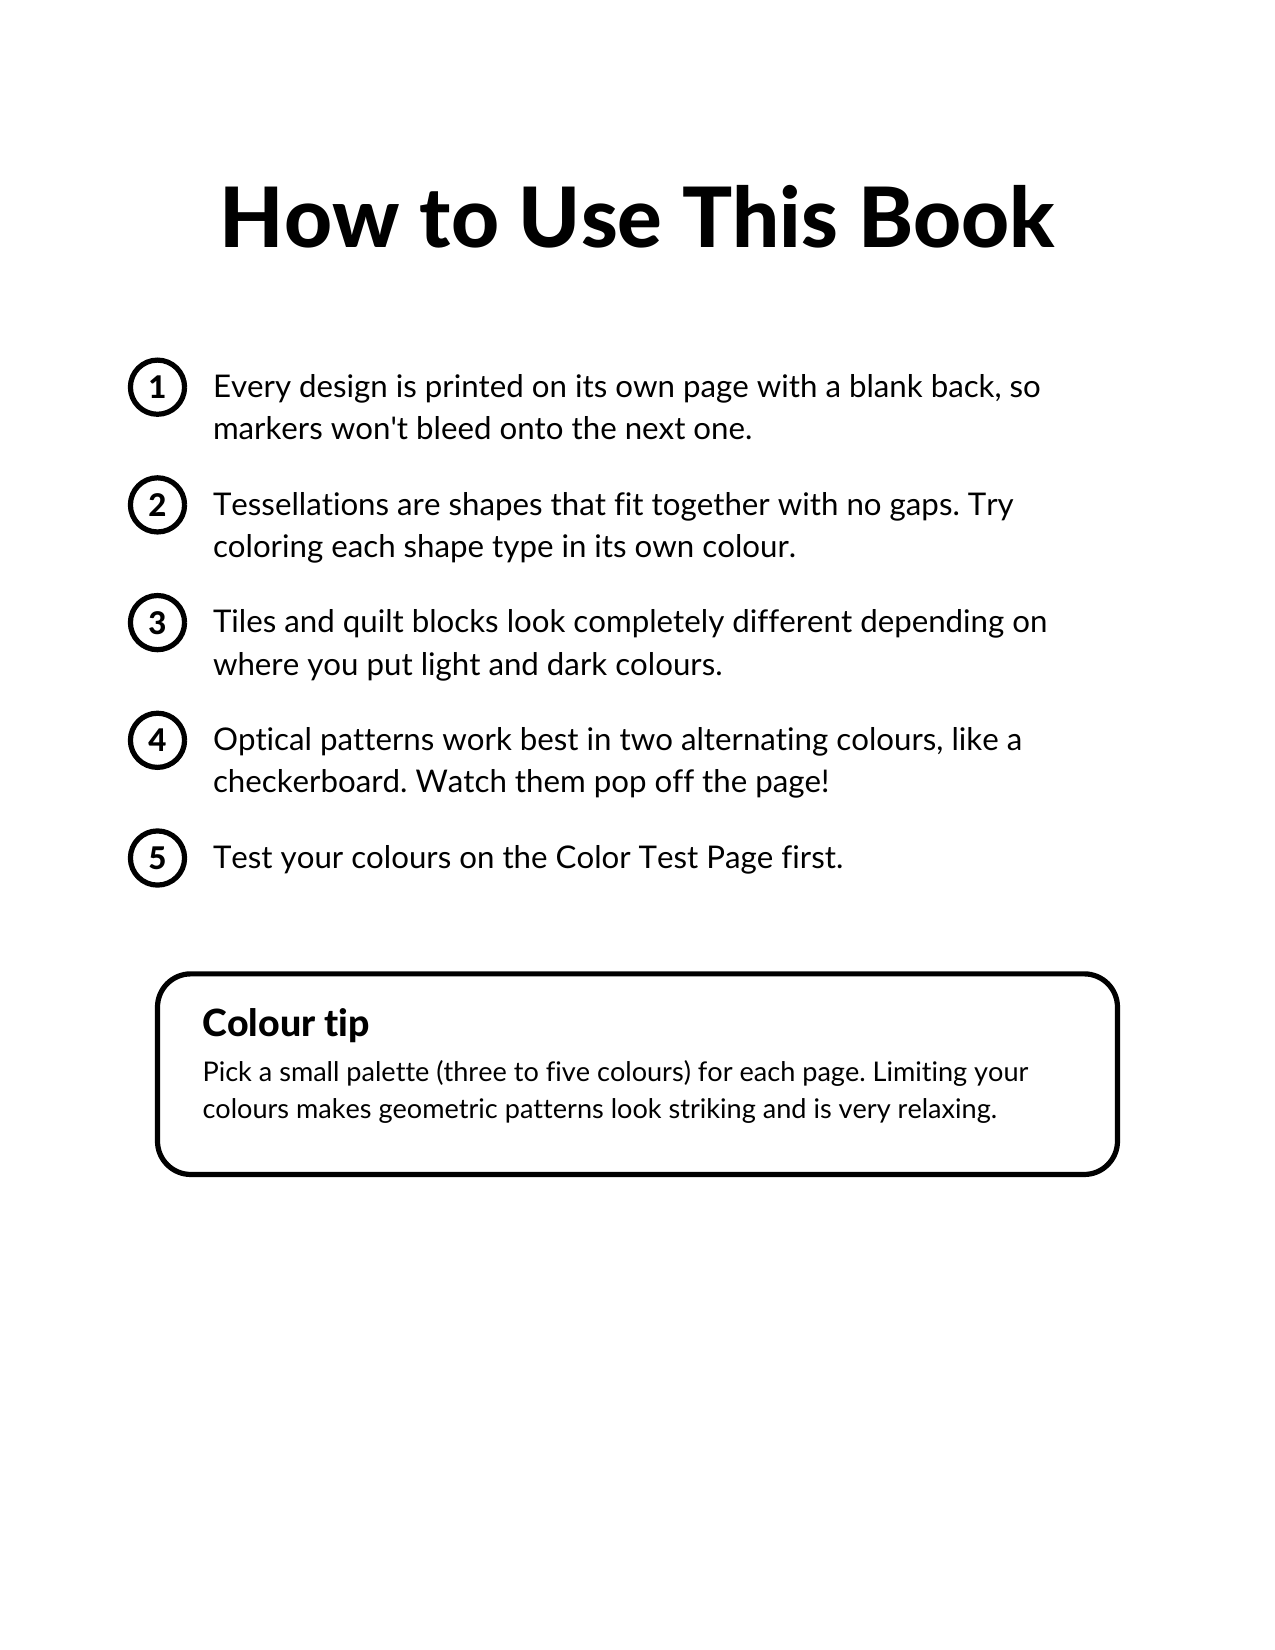 How to Use This Book
1 Every design is printed on its own page with a blank back, so
markers won't bleed onto the next one.
2 Tessellations are shapes that fit together with no gaps. Try
coloring each shape type in its own colour.
3 Tiles and quilt blocks look completely different depending on
where you put light and dark colours.
4 Optical patterns work best in two alternating colours, like a
checkerboard. Watch them pop off the page!
5 Test your colours on the Color Test Page first.
Colour tip
Pick a small palette (three to five colours) for each page. Limiting your
colours makes geometric patterns look striking and is very relaxing.